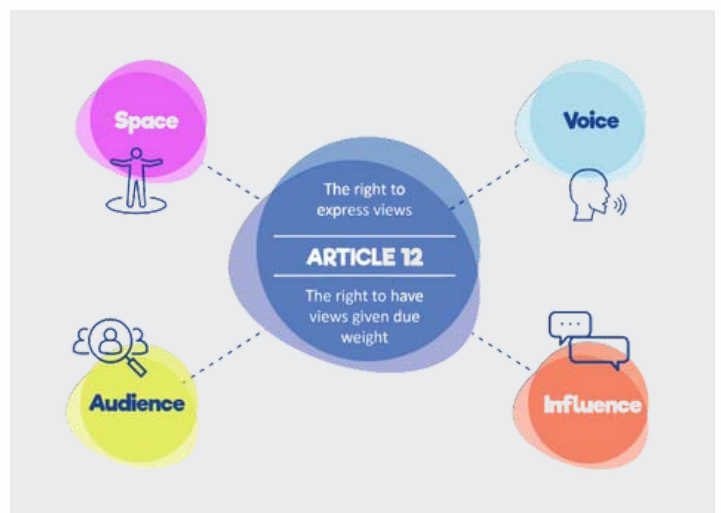 Space
Voice
The right to
express views
ARTICLE 12
The right to have
views given due
weight
Audience
Influence